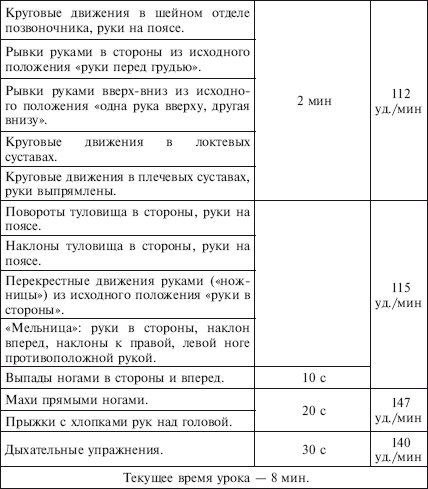 Круговые движения в шейном отделе
позвоночника, руки на поясе.
Рывки руками в стороны из исходного
положения «руки перед грудью».
Рывки руками вверх-вниз из исходно-
го положения «одна рука вверху, другая
внизу».
2 мин
112
уд./мин
Круговые движения в локтевых
суставах.
Круговые движения в плечевых суставах,
руки выпрямлены.
Повороты туловища в стороны, руки на
поясе.
Наклоны туловища в стороны, руки на
поясе.
Перекрестные движения руками («нож-
ницы») из исходного положения «руки в
стороны».
115
уд./мин
«Мельница»: руки в стороны, наклон
вперед, наклоны к правой, левой ноге
противоположной рукой.
Выпады ногами в стороны и вперед.
10 с
Махи прямыми ногами.
20 с
147
уд./мин
Прыжки с хлопками рук над головой.
Дыхательные упражнения.
30 с
140
уд./мин
Текущее время урока — 8 мин.